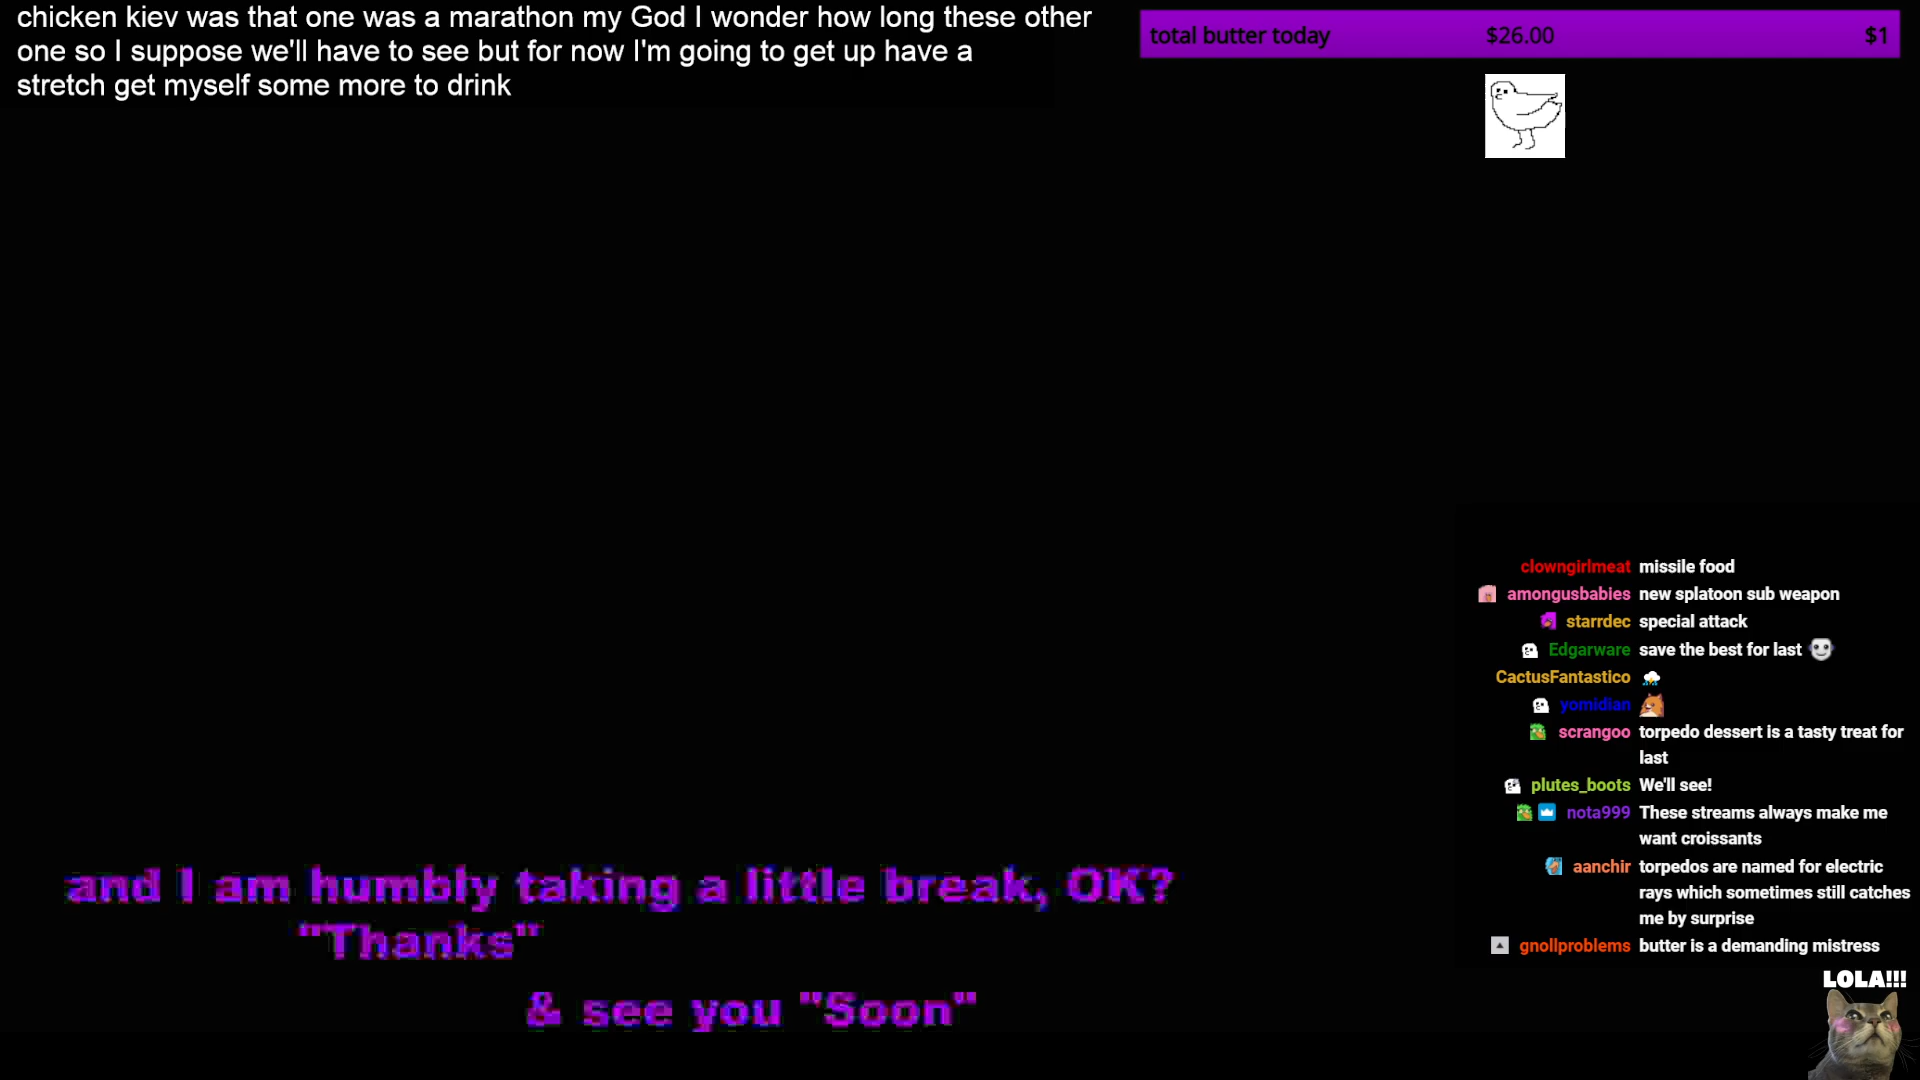 chicken kiev was that one was a marathon my God I wonder how long these other
one so I suppose we'll have to see but for now I'm going to get up have a
stretch get myself some more to drink
total butter today $26.00 $1
clowngirlmeat missile food
amongusbabies new splatoon sub weapon
starrdec special attack
Edgarware save the best for last
CactusFantastico
yomidian
scrangoo torpedo dessert is a tasty treat for
last
plutes_boots We'll see!
nota999 These streams always make me
want croissants
aanchir torpedos are named for electric
rays which sometimes still catches
me by surprise
gnollproblems butter is a demanding mistress
and I am humbly taking a little break, OK?
"Thanks"
& see you "Soon"
LOLA!!!